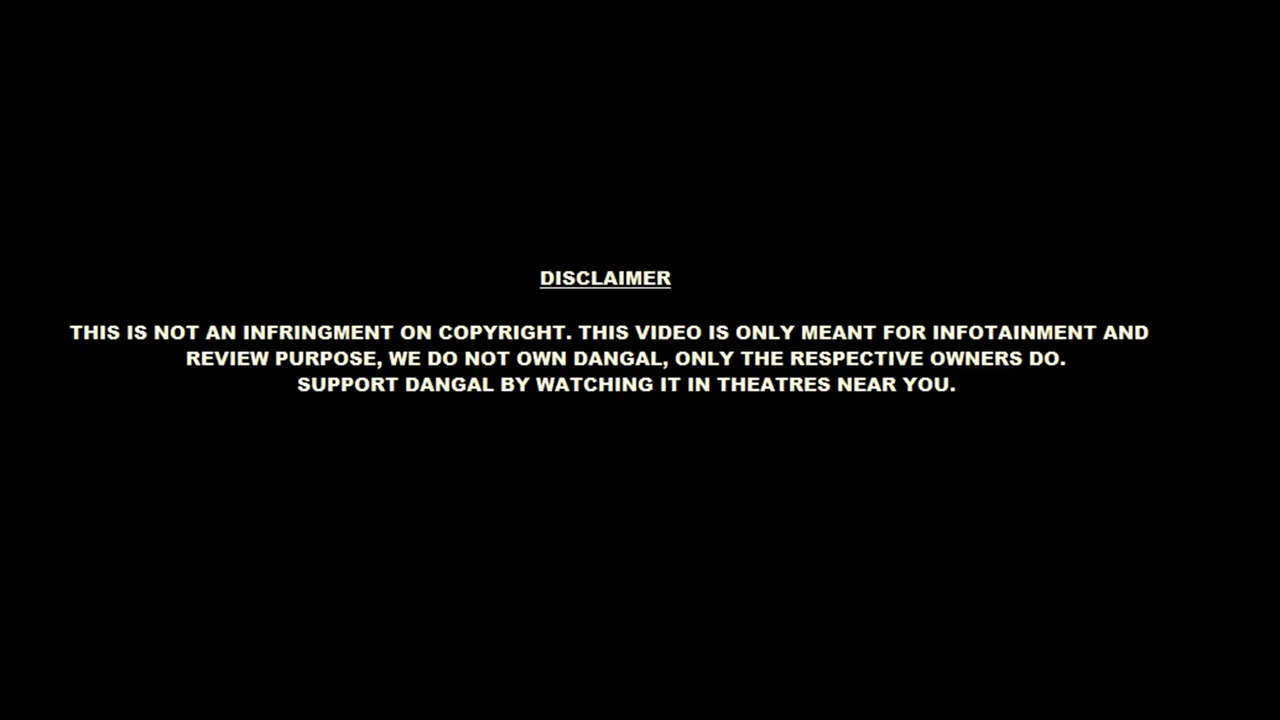 DISCLAIMER
THIS IS NOT AN INFRINGMENT ON COPYRIGHT. THIS VIDEO IS ONLY MEANT FOR INFOTAINMENT AND
REVIEW PURPOSE, WE DO NOT OWN DANGAL, ONLY THE RESPECTIVE OWNERS DO.
SUPPORT DANGAL BY WATCHING IT IN THEATRES NEAR YOU.